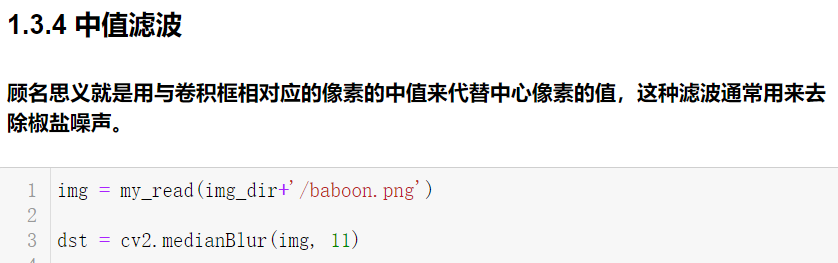 1.3.4 中值滤波
顾名思义就是用与卷积框相对应的像素的中值来代替中心像素的值，这种滤波通常用来去
除椒盐噪声。
1 img = my_read(img_dir+'/baboon.png')
2
3 dst = cv2.medianBlur(img, 11)